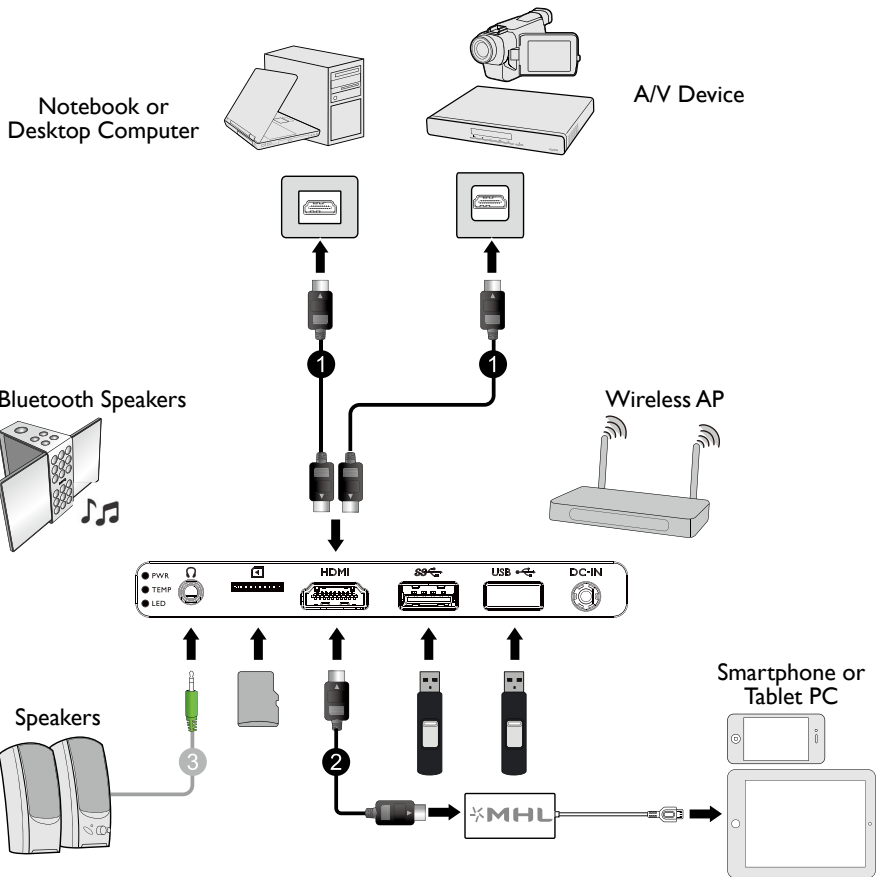 Notebook or
Desktop Computer
A/V Device
1
1
Bluetooth Speakers
Wireless AP
PWR
TEMP
LED
HDMI
SS
USB
DC-IN
Speakers
3
2
MHL
Smartphone or
Tablet PC